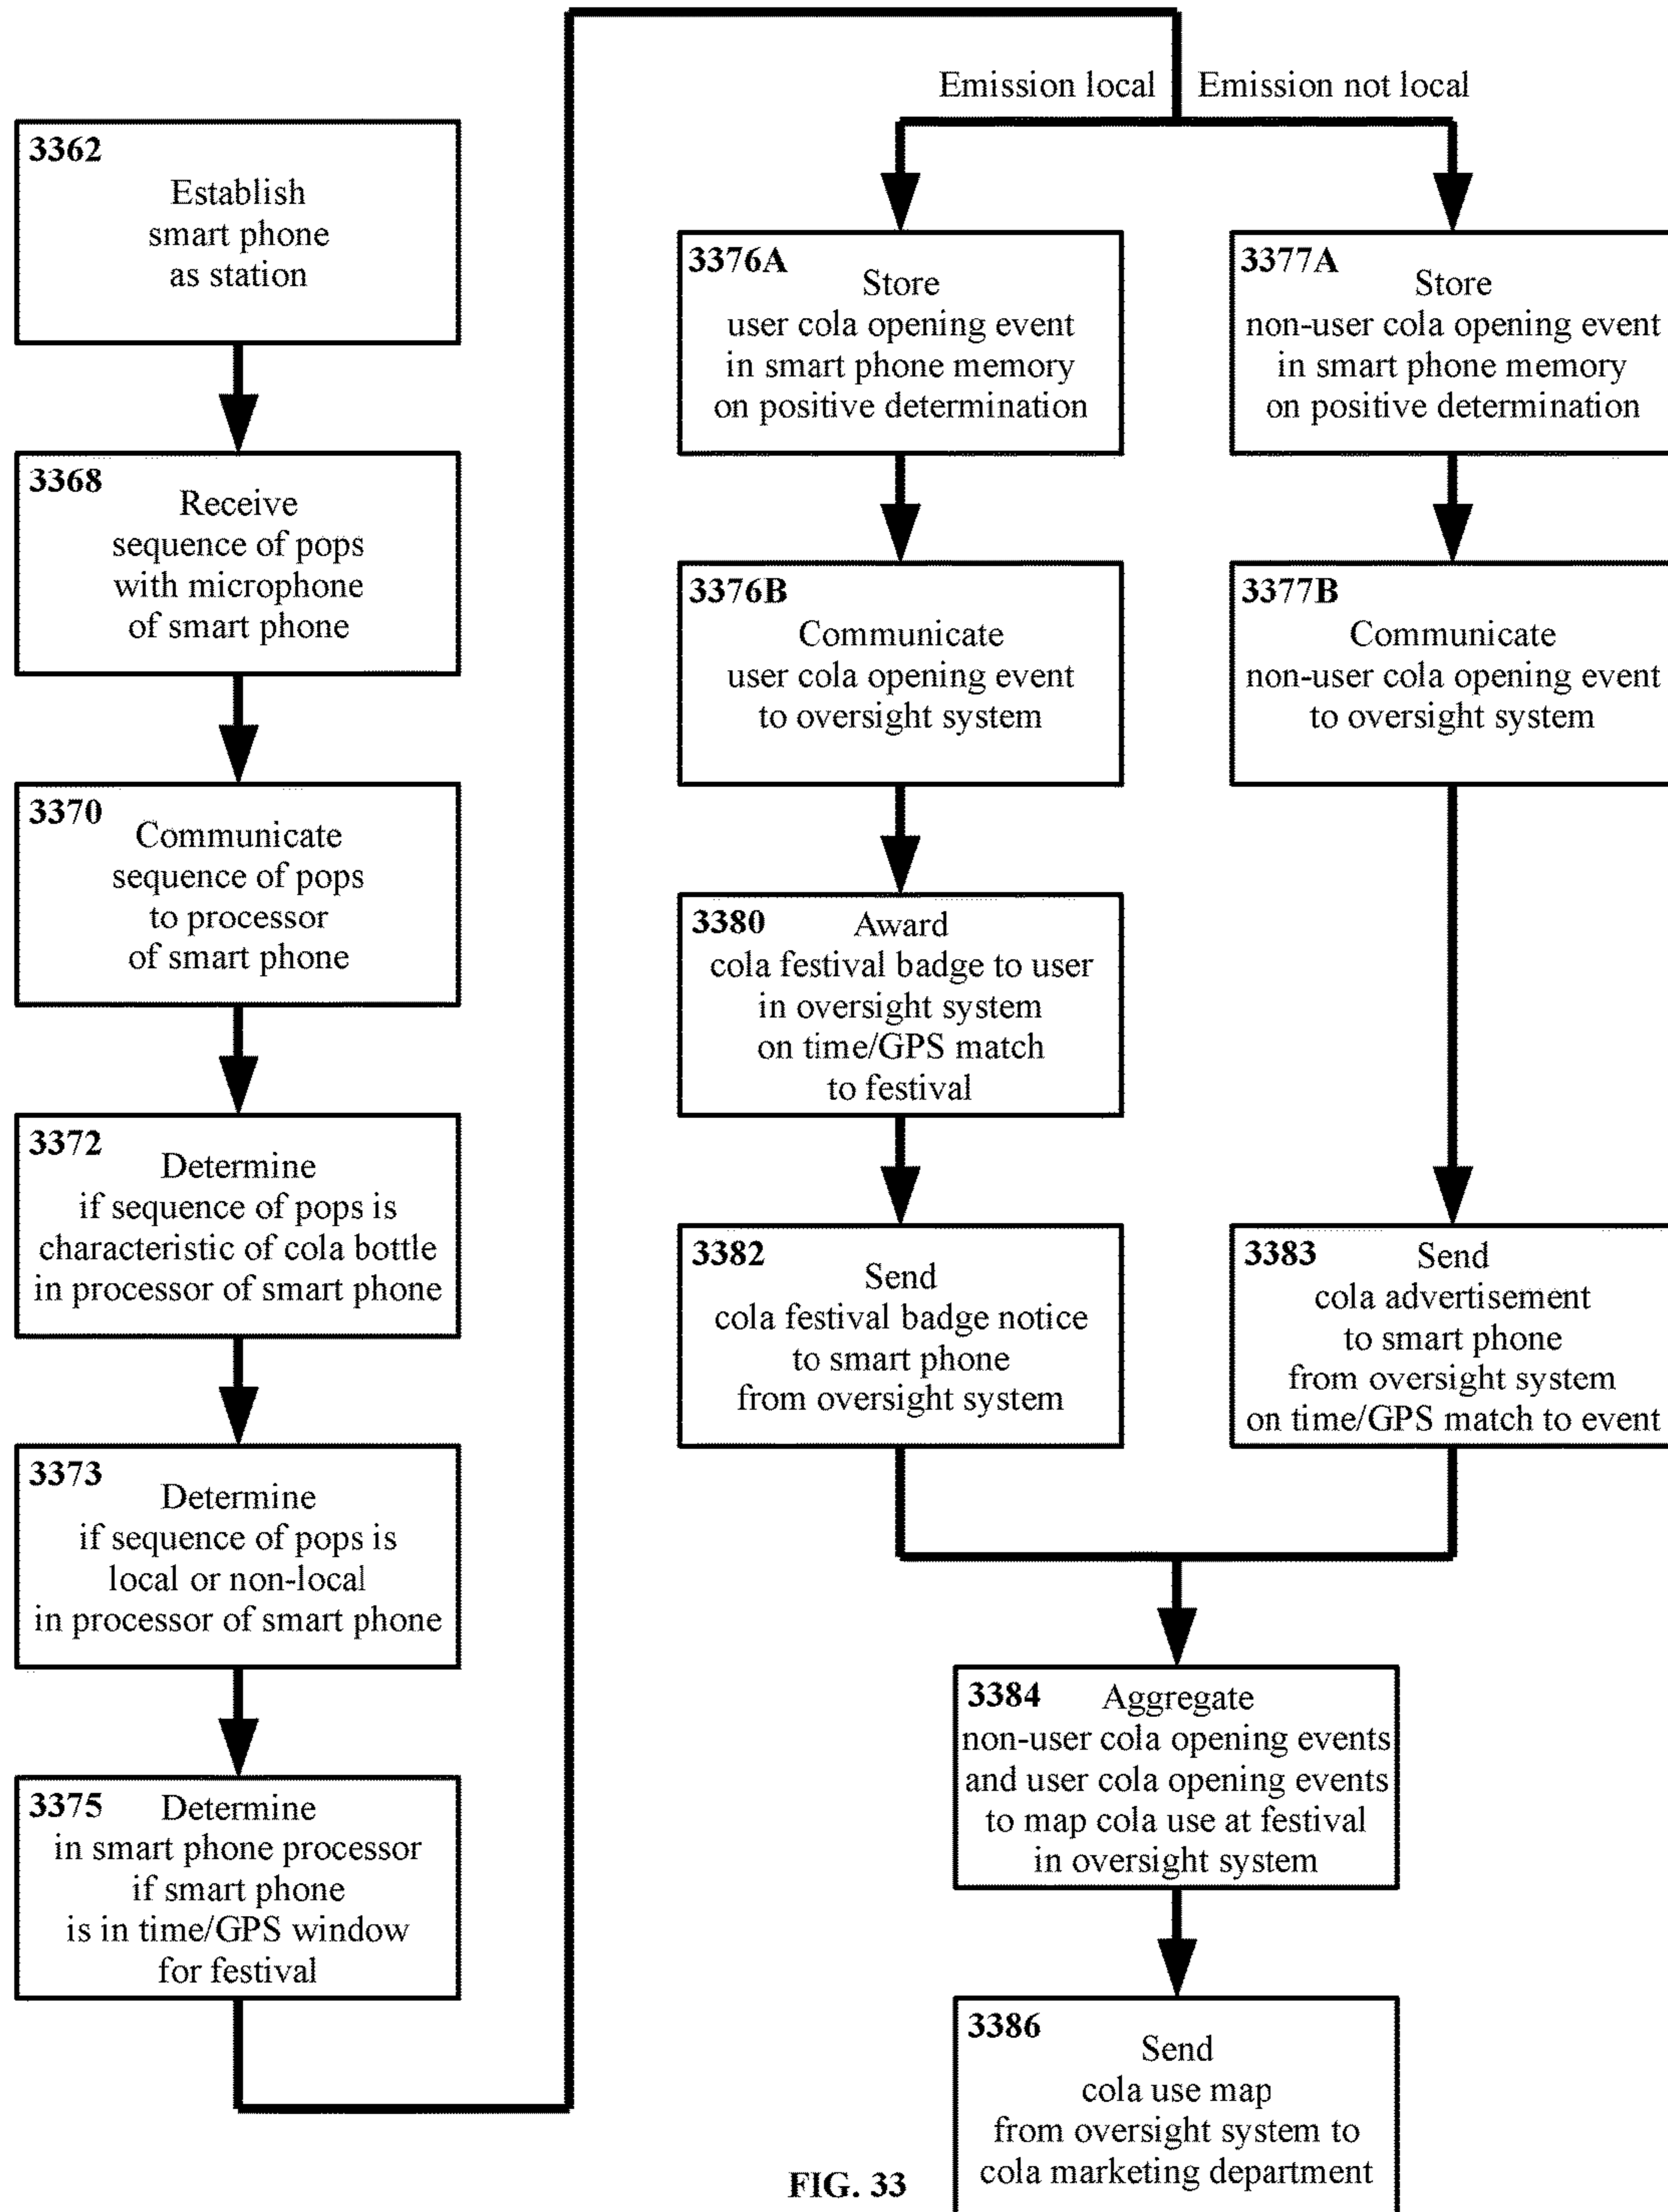 3362
Establish
smart phone
as station
3368
Receive
sequence of pops
with microphone
of smart phone
3370
Communicate
sequence of pops
to processor
of smart phone
3372
Determine
if sequence of pops is
characteristic of cola bottle
in processor of smart phone
3373
Determine
if sequence of pops is
local or non-local
in processor of smart phone
3375 Determine
in smart phone processor
if smart phone
is in time/GPS window
for festival
Emission local
Emission not local
3376A
Store
user cola opening event
in smart phone memory
on positive determination
3376B
Communicate
user cola opening event
to oversight system
3380 Award
cola festival badge to user
in oversight system
on time/GPS match
to festival
3382
Send
cola festival badge notice
to smart phone
from oversight system
3377A
Store
non-user cola opening event
in smart phone memory
on positive determination
3377B
Communicate
non-user cola opening event
to oversight system
3383 Send
cola advertisement
to smart phone
from oversight system
on time/GPS match to event
3384 Aggregate
non-user cola opening events
and user cola opening events
to map cola use at festival
in oversight system
3386
Send
cola use map
from oversight system to
cola marketing department
FIG. 33